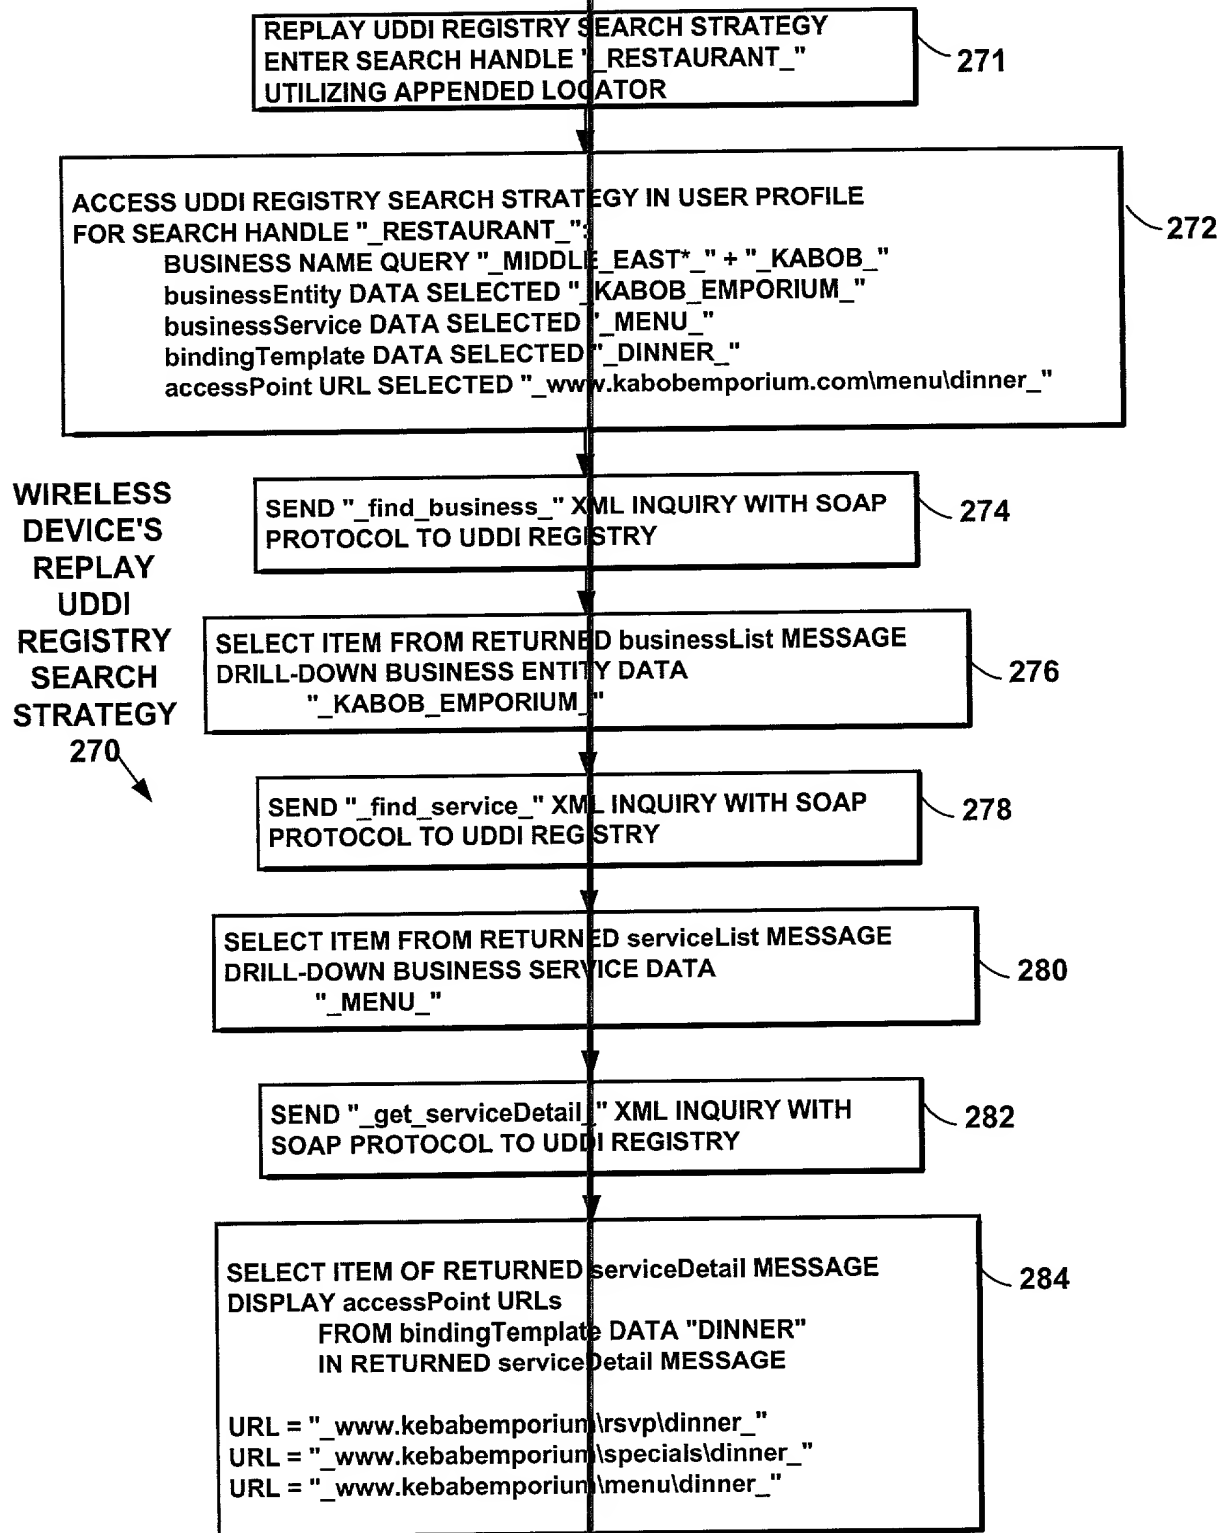 REPLAY UDDI REGISTRY SEARCH STRATEGY
ENTER SEARCH HANDLE "_RESTAURANT_"
UTILIZING APPENDED LOCATOR
271
ACCESS UDDI REGISTRY SEARCH STRATEGY IN USER PROFILE
FOR SEARCH HANDLE "_RESTAURANT_":
BUSINESS NAME QUERY "_MIDDLE_EAST*_" + "_KABOB_"
businessEntity DATA SELECTED "_KABOB_EMPORIUM_"
businessService DATA SELECTED "_MENU_"
bindingTemplate DATA SELECTED "_DINNER_"
accessPoint URL SELECTED "_www.kabobemporium.com\menu\dinner_"
272
WIRELESS
DEVICE'S
REPLAY
UDDI
REGISTRY
SEARCH
STRATEGY
270
SEND "_find_business_" XML INQUIRY WITH SOAP
PROTOCOL TO UDDI REGISTRY
274
SELECT ITEM FROM RETURNED businessList MESSAGE
DRILL-DOWN BUSINESS ENTITY DATA
"_KABOB_EMPORIUM_"
276
SEND "_find_service_" XML INQUIRY WITH SOAP
PROTOCOL TO UDDI REGISTRY
278
SELECT ITEM FROM RETURNED serviceList MESSAGE
DRILL-DOWN BUSINESS SERVICE DATA
"_MENU_"
280
SEND "_get_serviceDetail_" XML INQUIRY WITH
SOAP PROTOCOL TO UDDI REGISTRY
282
SELECT ITEM OF RETURNED serviceDetail MESSAGE
DISPLAY accessPoint URLs
FROM bindingTemplate DATA "DINNER"
IN RETURNED serviceDetail MESSAGE
URL = "_www.kebabemporium\rsvp\dinner_"
URL = "_www.kebabemporium\specials\dinner_"
URL = "_www.kebabemporium\menu\dinner_"
284